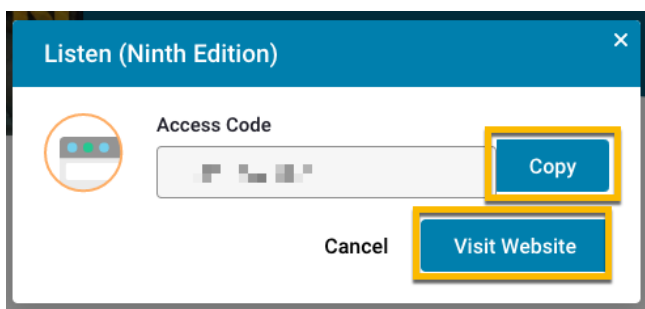 Listen (Ninth Edition)
Access Code
Copy
Cancel
Visit Website